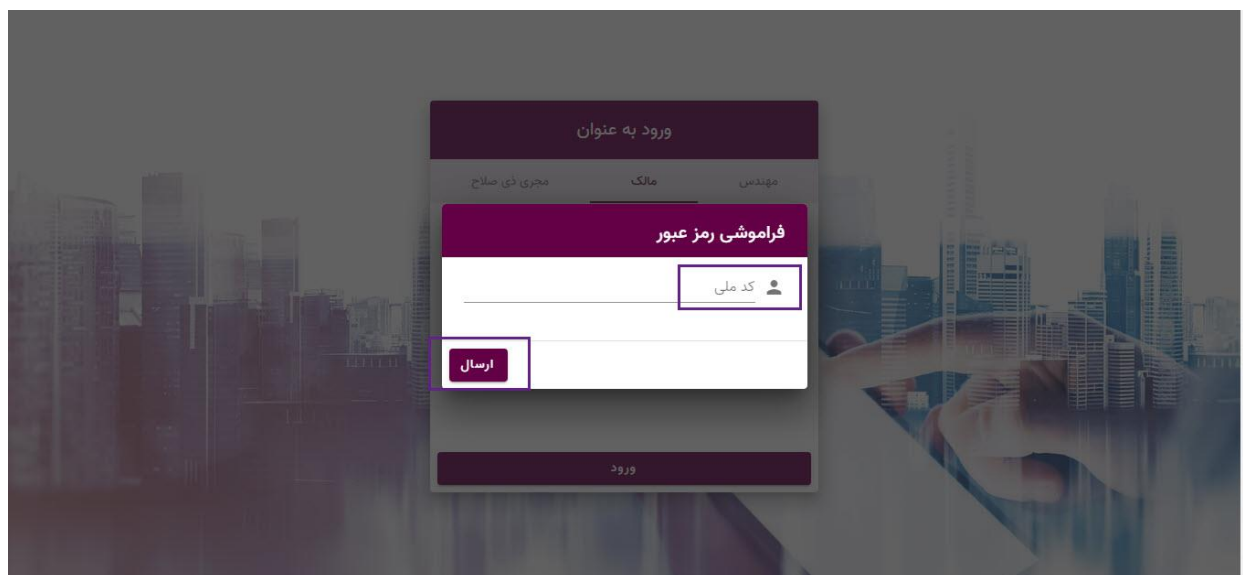 ورود به عنوان
مهندس مالک مجری ذی صلاح
فراموشی رمز عبور
کد ملی
ارسال
ورود